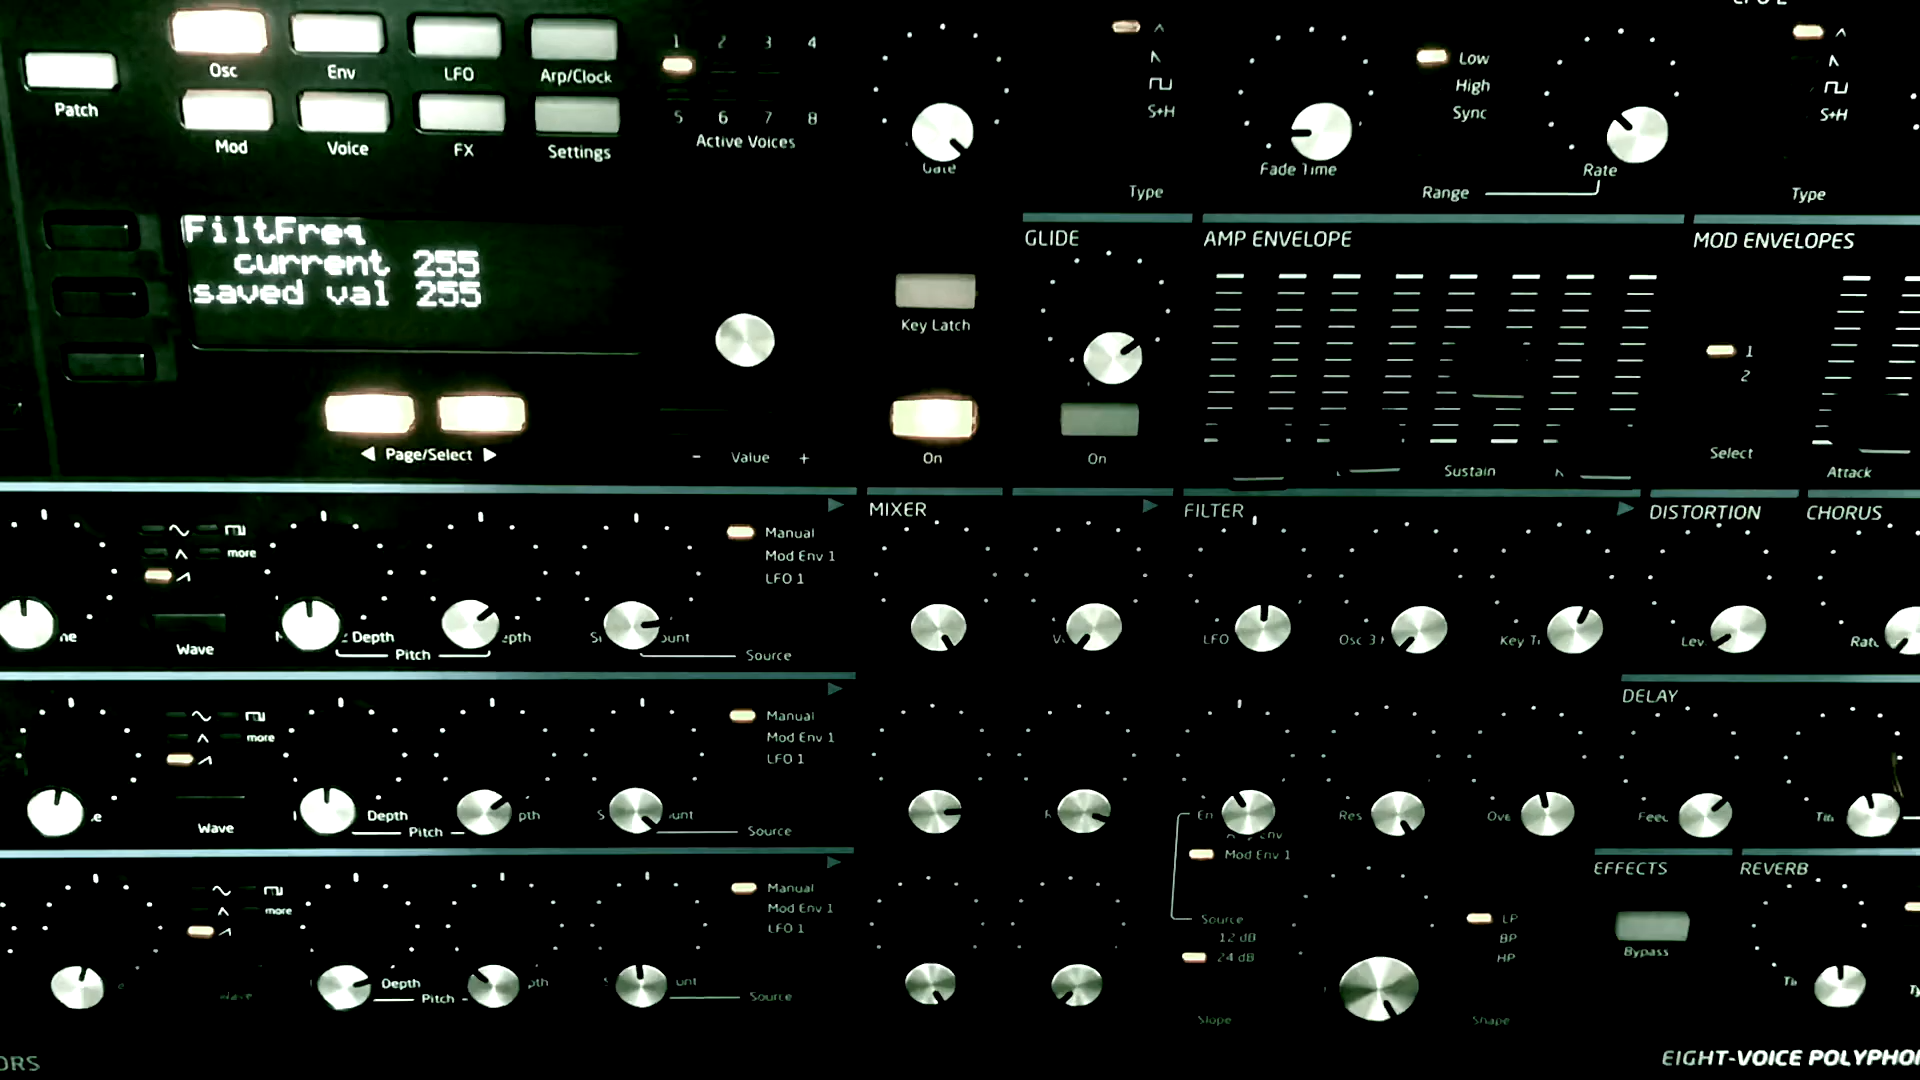 Patch
Osc
Env
LFO
Arp/Clock
Mod
Voice
FX
Settings
1 2 3 4
5 6 7 8
Active Voices
FiltFreq
current 255
saved val 255
◀ Page/Select ▶
- Value +
Gate
Key Latch
On
S+H
Type
Fade Time
Low
High
Sync
Range
Rate
S+H
Type
GLIDE
On
AMP ENVELOPE
Sustain
MOD ENVELOPES
1
2
Select
Attack
more
Wave
Depth
Pitch
Manual
Mod Env 1
LFO 1
Source
MIXER
FILTER
LFO
Osc 3
Key
DISTORTION
CHORUS
more
Wave
Depth
Pitch
Manual
Mod Env 1
LFO 1
Source
DELAY
Mod Env 1
Source
12 dB
24 dB
Slope
LP
BP
HP
Shape
EFFECTS
Bypass
REVERB
more
Wave
Depth
Pitch
Manual
Mod Env 1
LFO 1
Source
EIGHT-VOICE